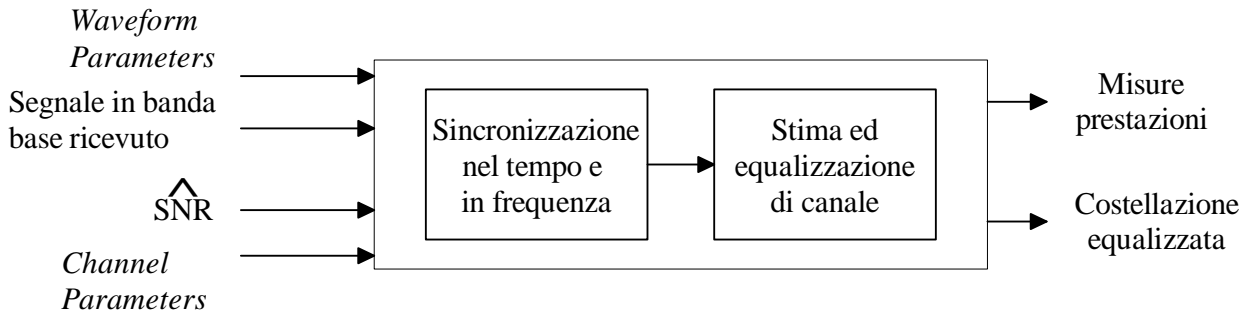 Waveform
Parameters
Segnale in banda
base ricevuto
SNR
Channel
Parameters
Sincronizzazione
nel tempo e
in frequenza
Stima ed
equalizzazione
di canale
Misure
prestazioni
Costellazione
equalizzata